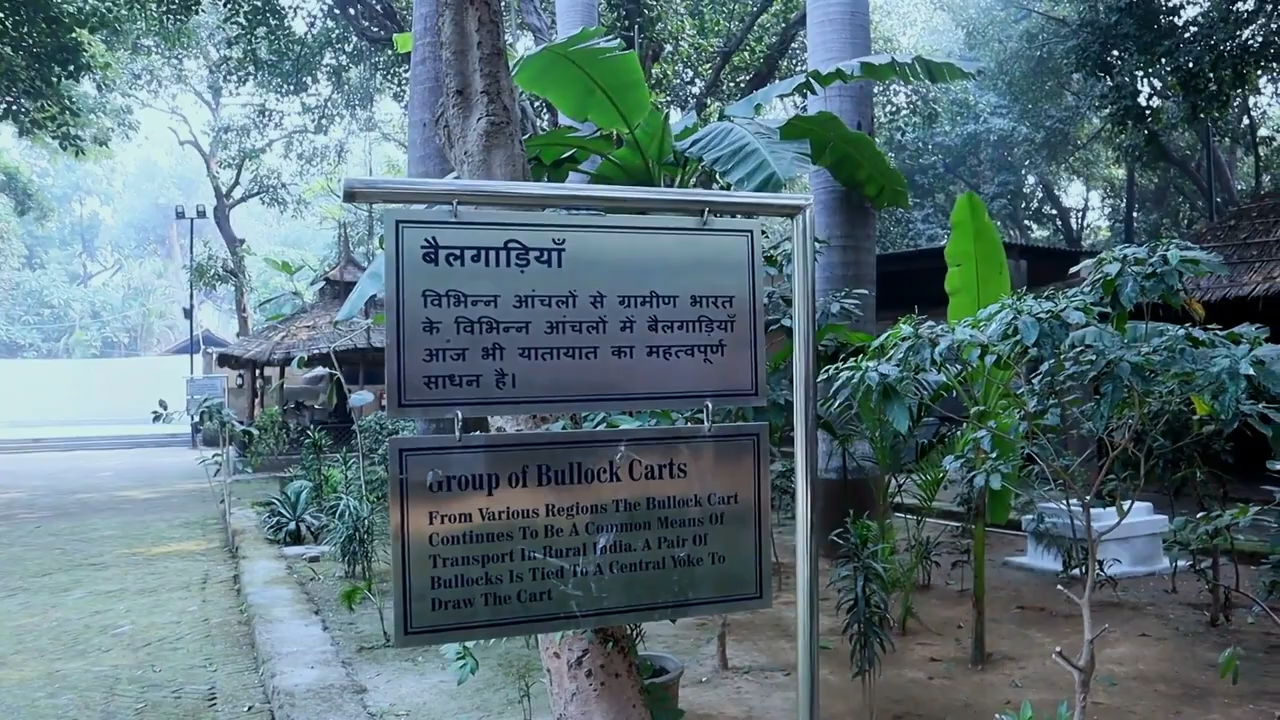 बैलगाड़ियाँ
विभिन्न आंचलों से ग्रामीण भारत
के विभिन्न आंचलों में बैलगाड़ियाँ
आज भी यातायात का महत्वपूर्ण
साधन है।
Group of Bullock Carts
From Various Regions The Bullock Cart
Continnes To Be A Common Means Of
Transport In Rural India. A Pair Of
Bullocks Is Tied To A Central Yoke To
Draw The Cart